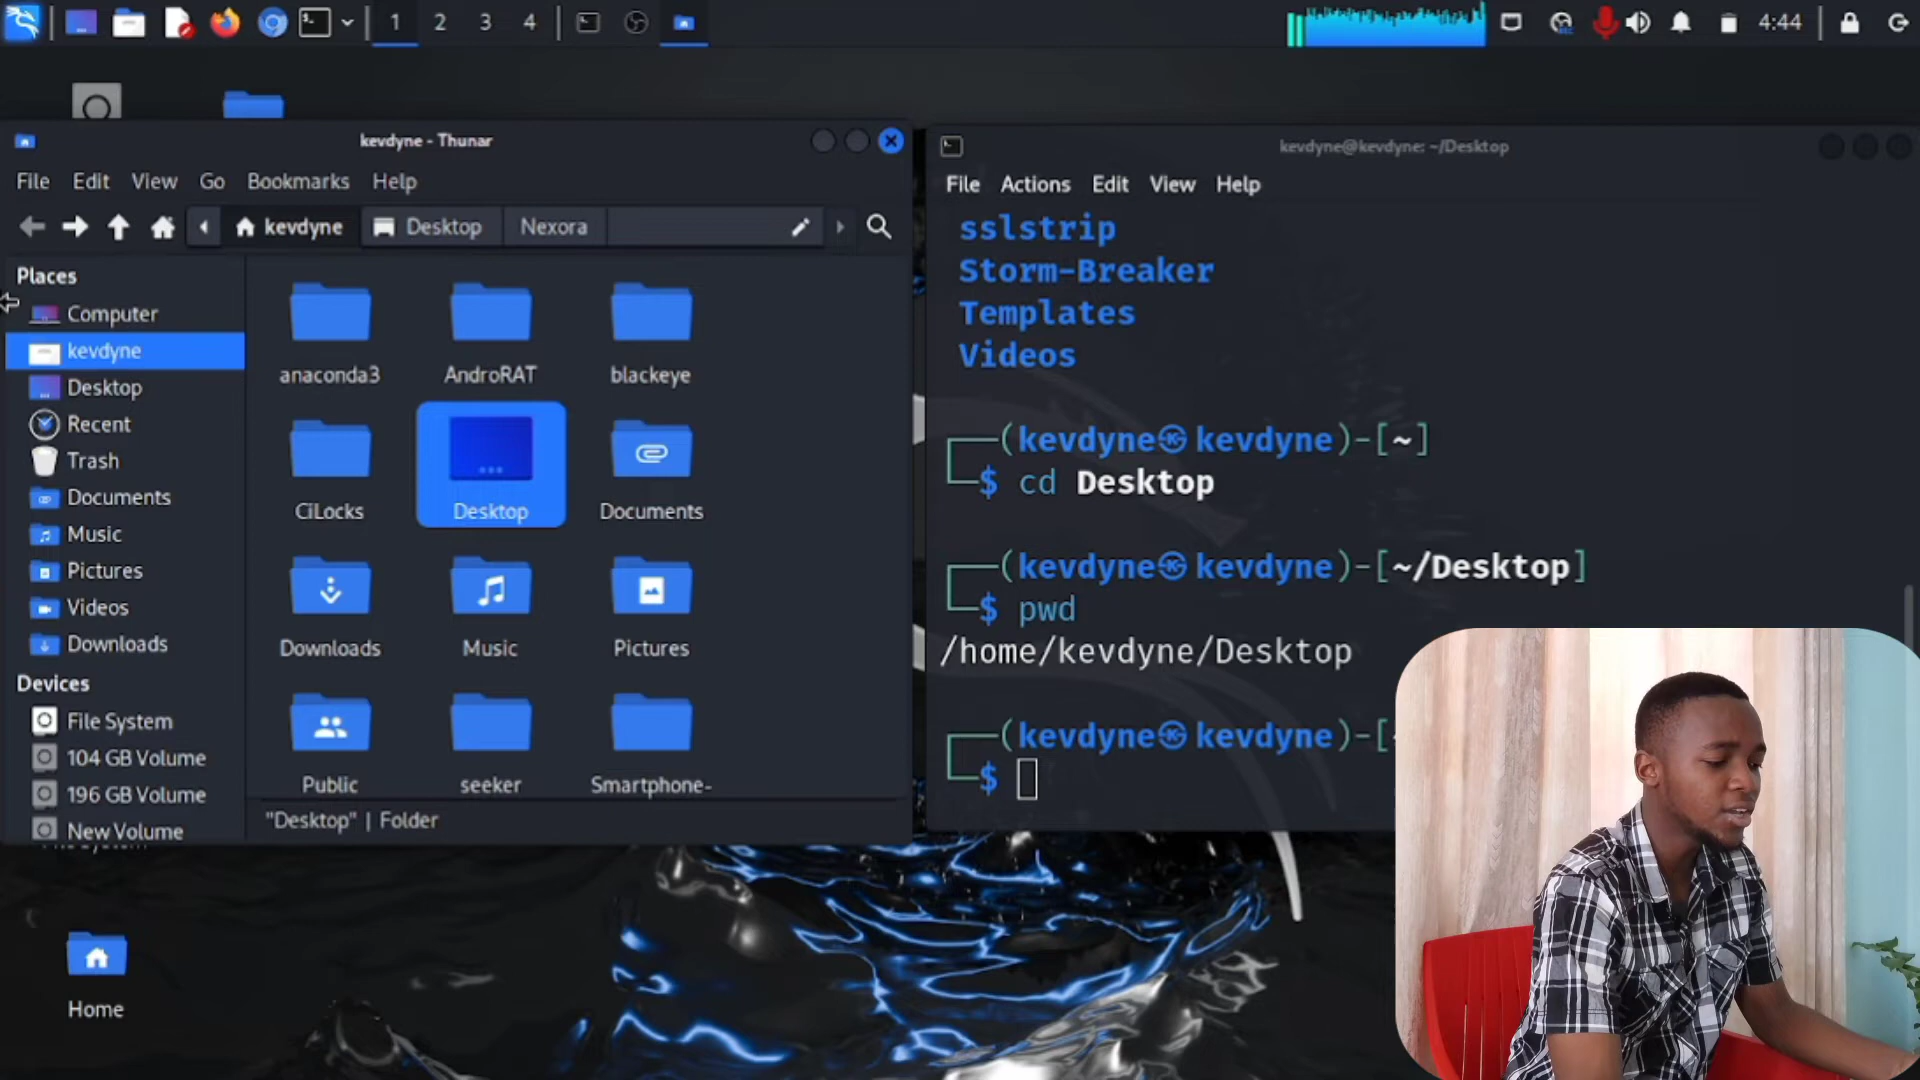 1 2 3 4
4:44
kevdyne - Thunar
File Edit View Go Bookmarks Help
kevdyne Desktop Nexora
Places
Computer
kevdyne
Desktop
Recent
Trash
Documents
Music
Pictures
Videos
Downloads
Devices
File System
104 GB Volume
196 GB Volume
New Volume
anaconda3 AndroRAT blackeye
CiLocks Desktop Documents
Downloads Music Pictures
Public seeker Smartphone-
"Desktop" | Folder
kevdyne@kevdyne: ~/Desktop
File Actions Edit View Help
sslstrip
Storm-Breaker
Templates
Videos
(kevdyne㉿kevdyne)-[~]
$ cd Desktop
(kevdyne㉿kevdyne)-[~/Desktop]
$ pwd
/home/kevdyne/Desktop
(kevdyne㉿kevdyne)-[
$
Home